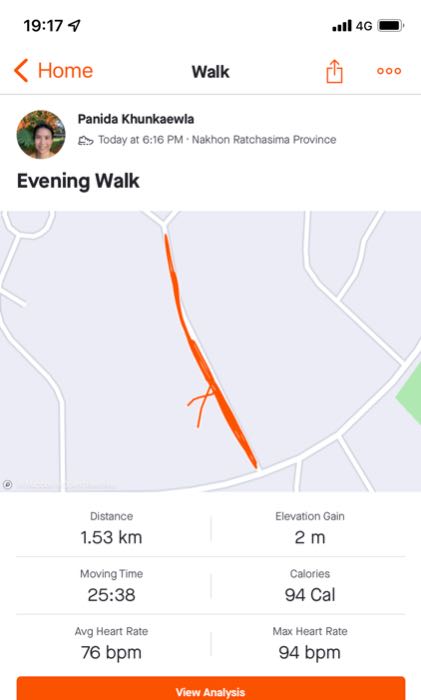 19:17
4G
Home
Walk
Panida Khunkaewla
Today at 6:16 PM · Nakhon Ratchasima Province
Evening Walk
Distance
1.53 km
Elevation Gain
2 m
Moving Time
25:38
Calories
94 Cal
Avg Heart Rate
76 bpm
Max Heart Rate
94 bpm
View Analysis